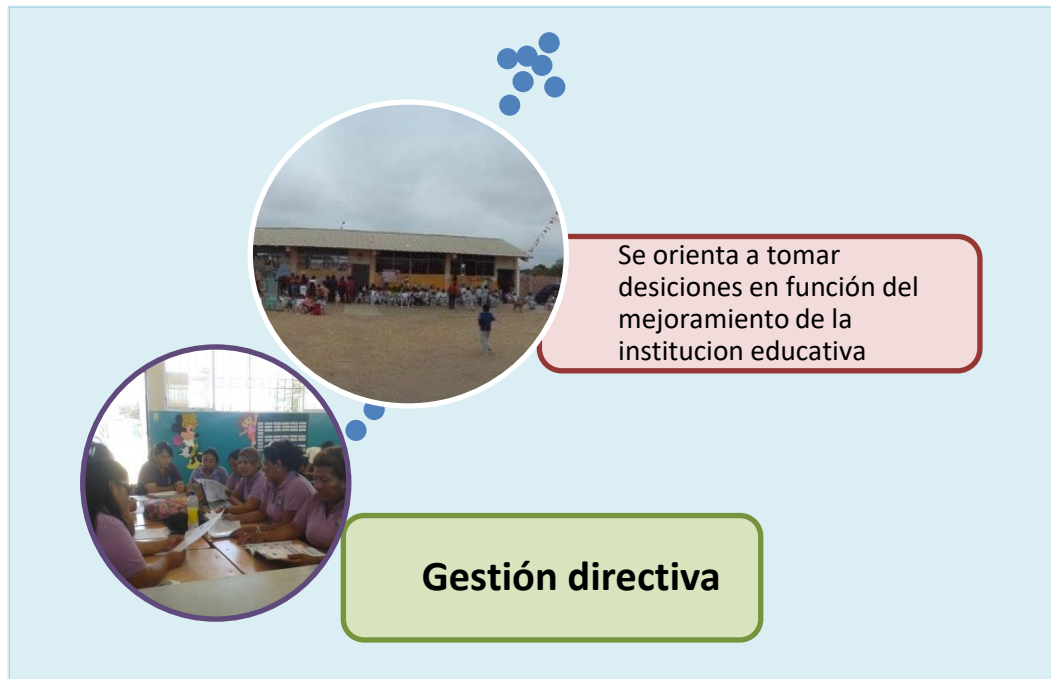 Se orienta a tomar
desiciones en función del
mejoramiento de la
institucion educativa
Gestión directiva